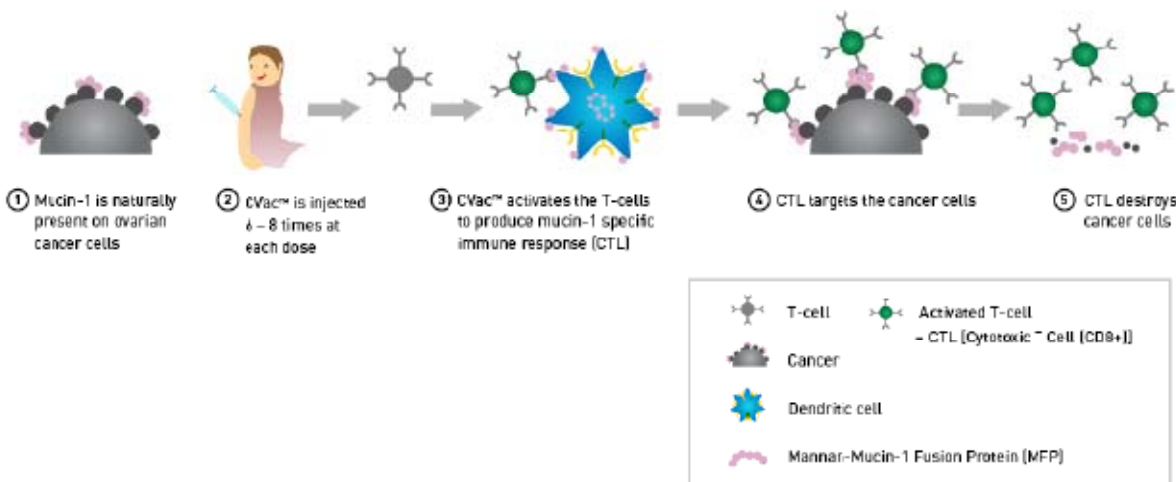 ① Mucin-1 is naturally
present on ovarian
cancer cells
② CVac™ is injected
6 – 8 times at
each dose
③ CVac™ activates the T-cells
to produce mucin-1 specific
immune response (CTL)
④ CTL targets the cancer cells
⑤ CTL destroys
cancer cells
T-cell
Activated T-cell
– CTL [Cytotoxic T Cell (CD8+)]
Cancer
Dendritic cell
Mannan-Mucin-1 Fusion Protein (MFP)